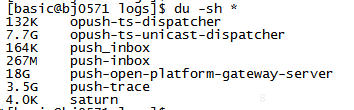 [basic@bj0571 logs]$ du -sh *
132K    opush-ts-dispatcher
7.7G    opush-ts-unicast-dispatcher
164K    push_inbox
267M    push-inbox
18G     push-open-platform-gateway-server
3.5G    push-trace
4.0K    saturn